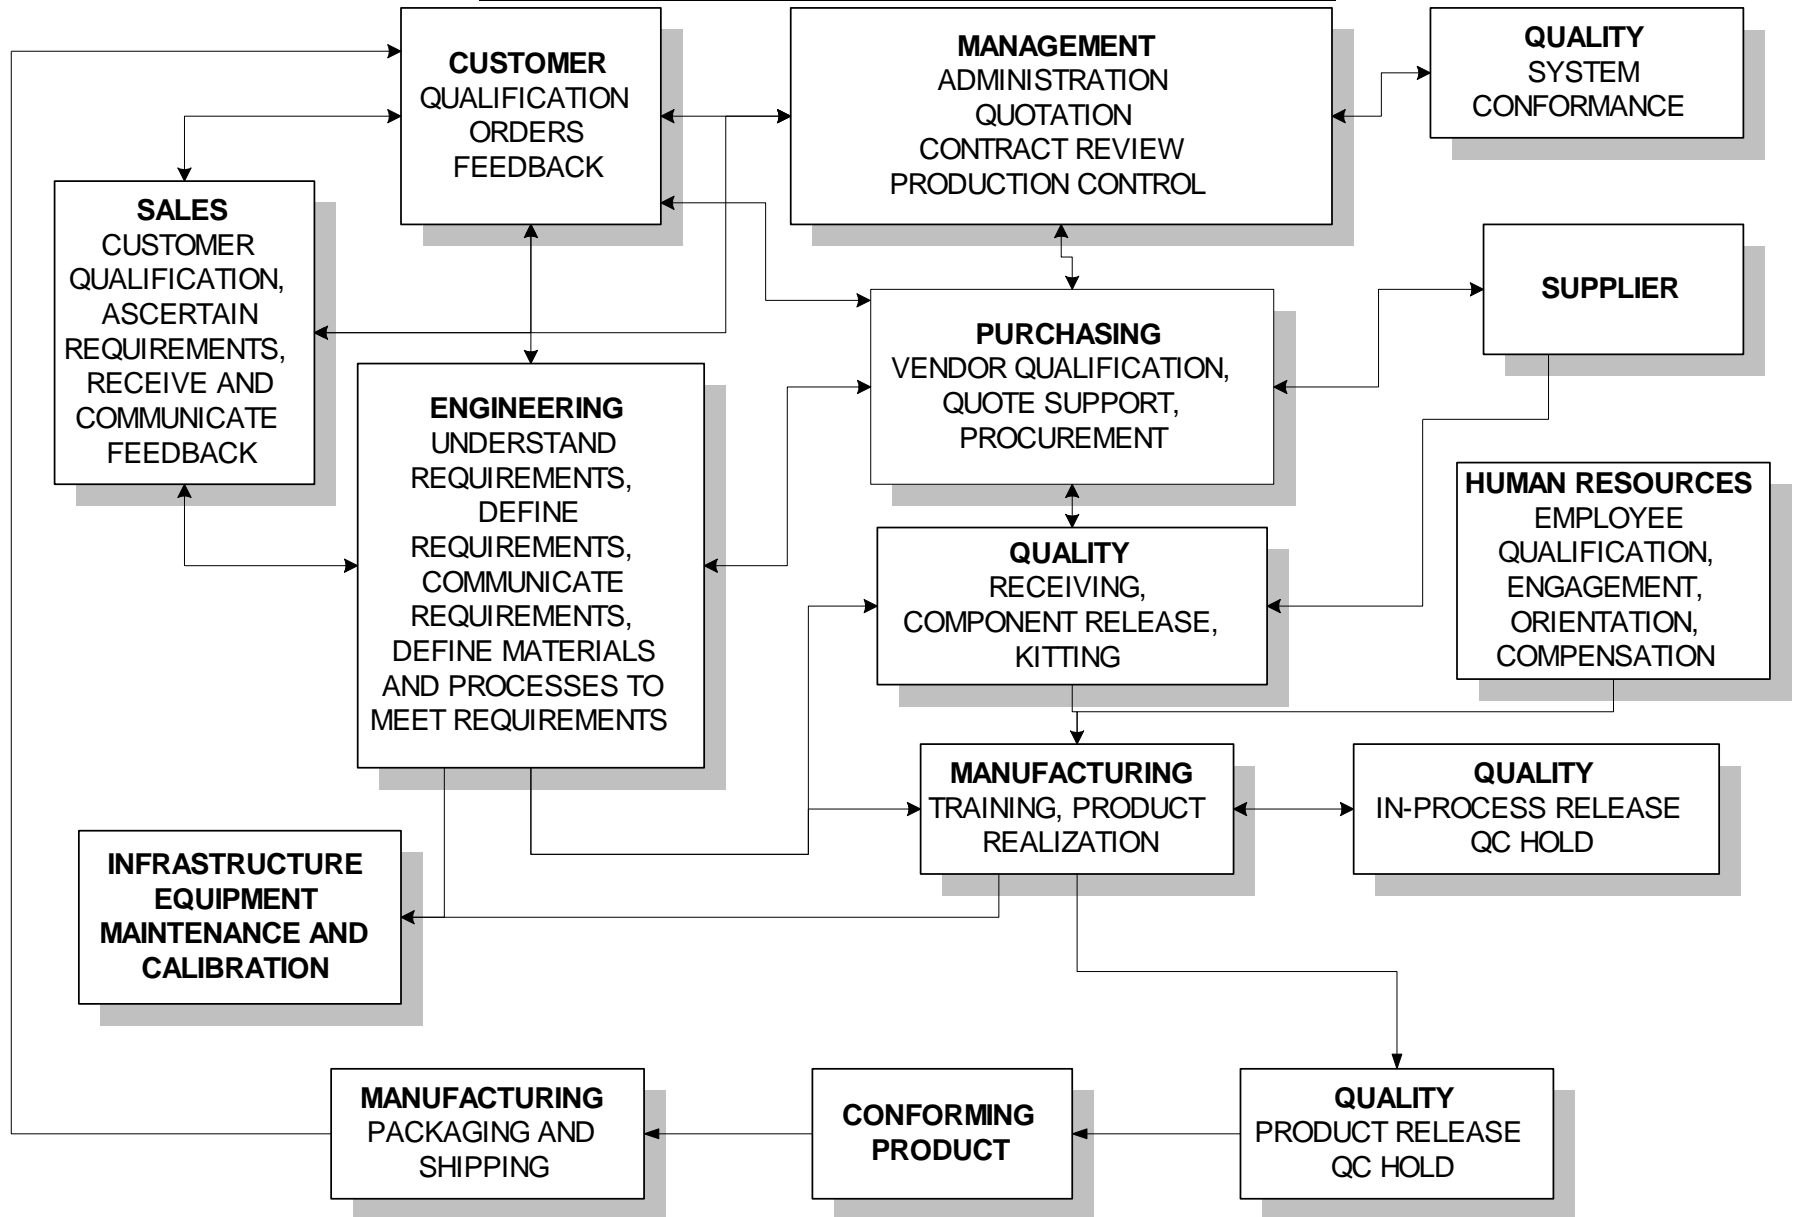 CUSTOMER
QUALIFICATION
ORDERS
FEEDBACK
MANAGEMENT
ADMINISTRATION
QUOTATION
CONTRACT REVIEW
PRODUCTION CONTROL
QUALITY
SYSTEM
CONFORMANCE
SALES
CUSTOMER
QUALIFICATION,
ASCERTAIN
REQUIREMENTS,
RECEIVE AND
COMMUNICATE
FEEDBACK
ENGINEERING
UNDERSTAND
REQUIREMENTS,
DEFINE
REQUIREMENTS,
COMMUNICATE
REQUIREMENTS,
DEFINE MATERIALS
AND PROCESSES TO
MEET REQUIREMENTS
PURCHASING
VENDOR QUALIFICATION,
QUOTE SUPPORT,
PROCUREMENT
SUPPLIER
QUALITY
RECEIVING,
COMPONENT RELEASE,
KITTING
HUMAN RESOURCES
EMPLOYEE
QUALIFICATION,
ENGAGEMENT,
ORIENTATION,
COMPENSATION
MANUFACTURING
TRAINING, PRODUCT
REALIZATION
QUALITY
IN-PROCESS RELEASE
QC HOLD
INFRASTRUCTURE
EQUIPMENT
MAINTENANCE AND
CALIBRATION
MANUFACTURING
PACKAGING AND
SHIPPING
CONFORMING
PRODUCT
QUALITY
PRODUCT RELEASE
QC HOLD